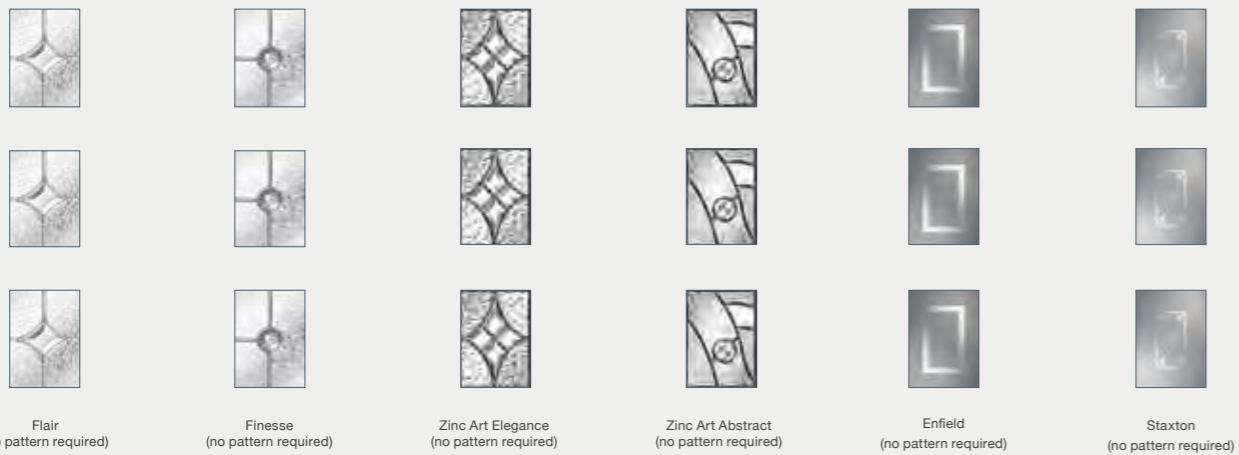 Flair
o pattern required)
Finesse
(no pattern required)
Zinc Art Elegance
(no pattern required)
Zinc Art Abstract
(no pattern required)
Enfield
(no pattern required)
Staxton
(no pattern required)